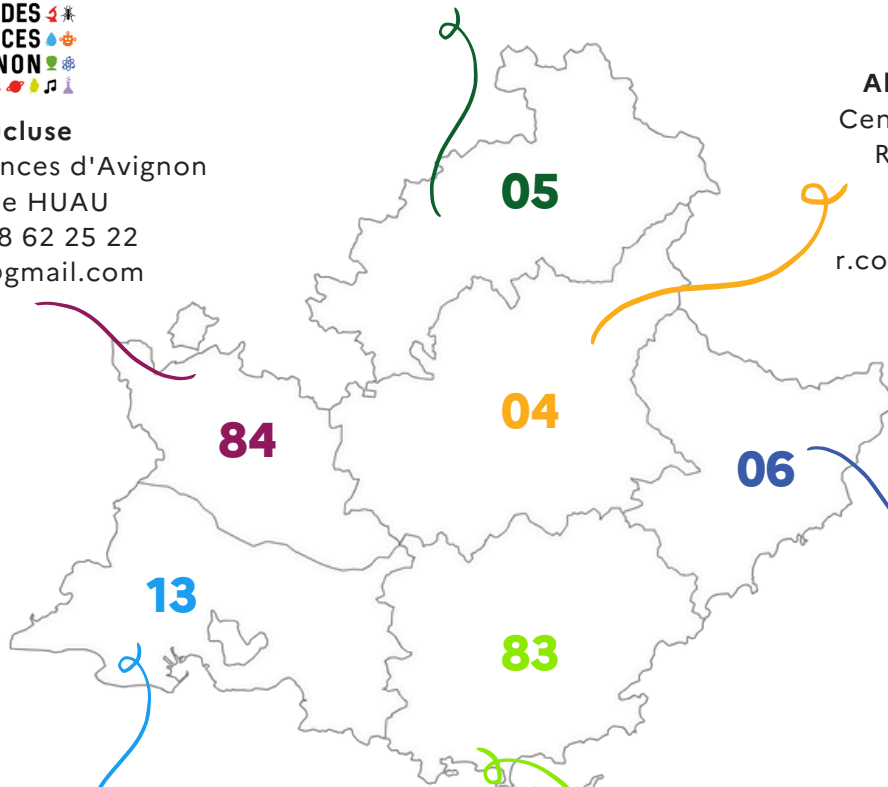 DES
CES
NON
cluse
nces d'Avignon
e HUAU
8 62 25 22
gmail.com
Cen
R
r.co
05
04
84
06
13
83